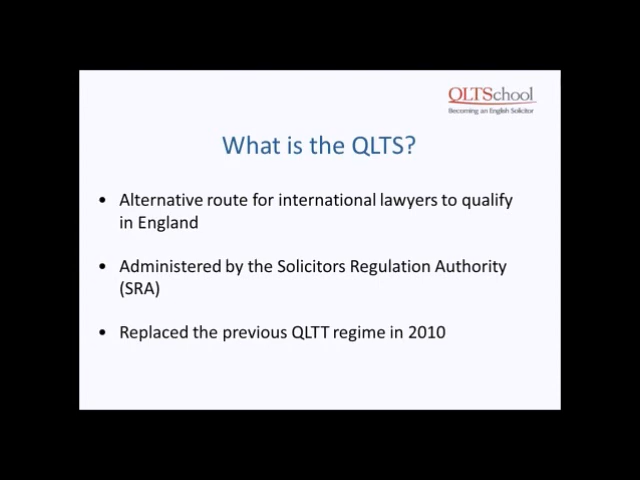 QLTSchool
Becoming an English Solicitor
What is the QLTS?
• Alternative route for international lawyers to qualify
in England
• Administered by the Solicitors Regulation Authority
(SRA)
• Replaced the previous QLTT regime in 2010